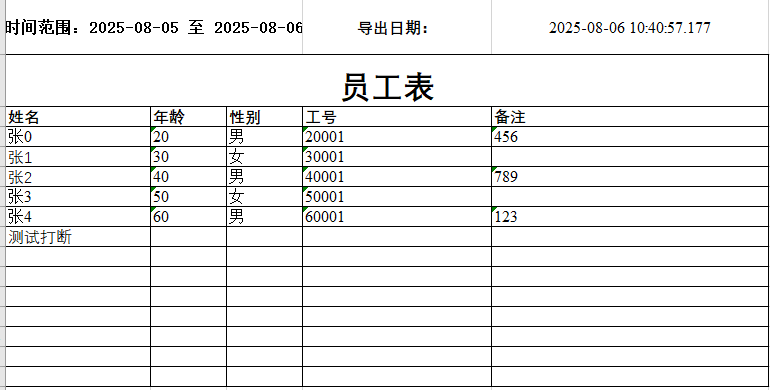 时间范围：2025-08-05 至 2025-08-06 导出日期： 2025-08-06 10:40:57.177
员工表
姓名 年龄 性别 工号 备注
张0 20 男 20001 456
张1 30 女 30001
张2 40 男 40001 789
张3 50 女 50001
张4 60 男 60001 123
测试打断